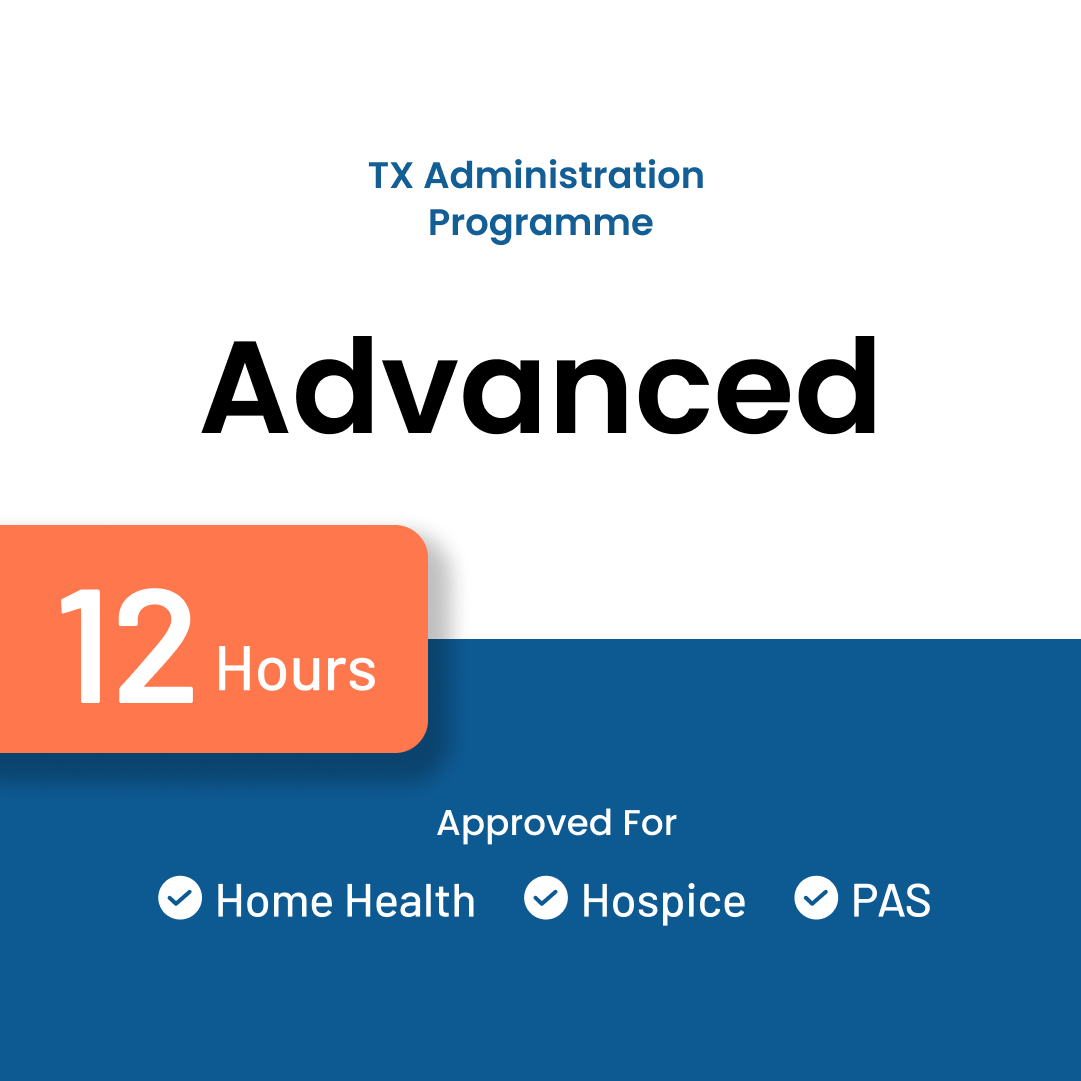 TX Administration
Programme
Advanced
12 Hours
Approved For
Home Health Hospice PAS